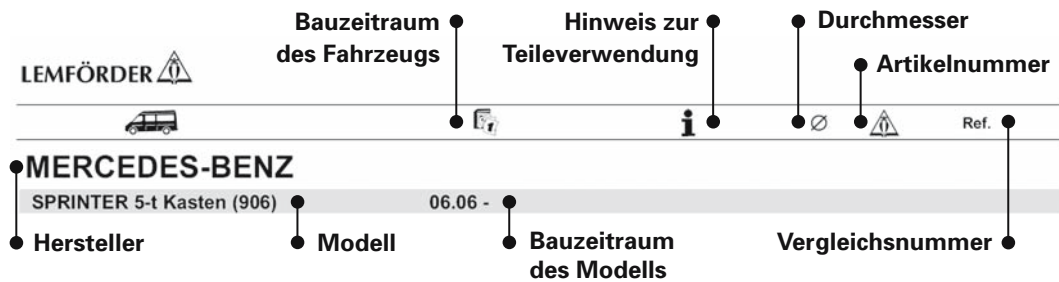 Bauzeitraum
des Fahrzeugs
Hinweis zur
Teileverwendung
Durchmesser
Artikelnummer
LEMFÖRDER
i Ø Ref.
MERCEDES-BENZ
SPRINTER 5-t Kasten (906) 06.06 -
Hersteller
Modell
Bauzeitraum
des Modells
Vergleichsnummer